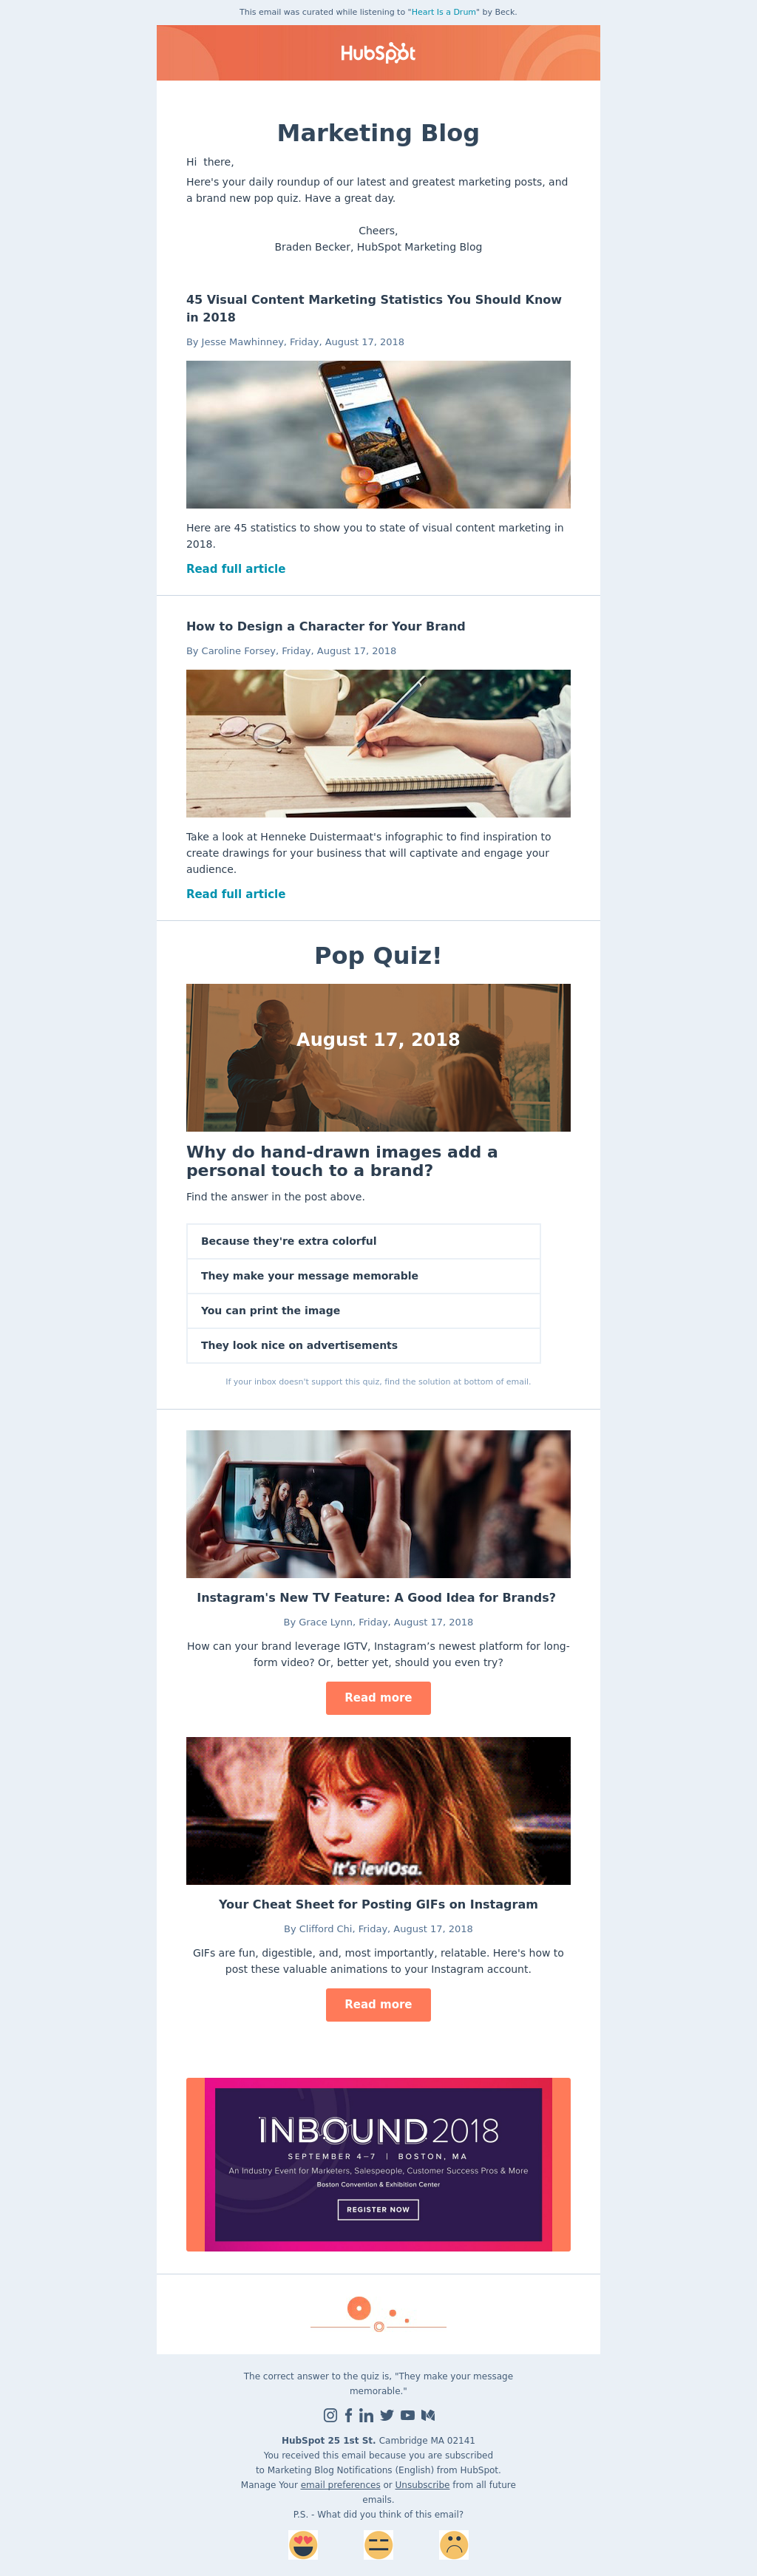 This email was curated while listening to "Heart Is a Drum" by Beck.
HubSpot
Marketing Blog
Hi  there,
Here's your daily roundup of our latest and greatest marketing posts, and
a brand new pop quiz. Have a great day.
Cheers,
Braden Becker, HubSpot Marketing Blog
45 Visual Content Marketing Statistics You Should Know
in 2018
By Jesse Mawhinney, Friday, August 17, 2018
Here are 45 statistics to show you to state of visual content marketing in
2018.
Read full article
How to Design a Character for Your Brand
By Caroline Forsey, Friday, August 17, 2018
Take a look at Henneke Duistermaat's infographic to find inspiration to
create drawings for your business that will captivate and engage your
audience.
Read full article
Pop Quiz!
August 17, 2018
Why do hand-drawn images add a
personal touch to a brand?
Find the answer in the post above.
Because they're extra colorful
They make your message memorable
You can print the image
They look nice on advertisements
If your inbox doesn't support this quiz, find the solution at bottom of email.
Instagram's New TV Feature: A Good Idea for Brands?
By Grace Lynn, Friday, August 17, 2018
How can your brand leverage IGTV, Instagram’s newest platform for long-
form video? Or, better yet, should you even try?
Read more
It's leviOsa.
Your Cheat Sheet for Posting GIFs on Instagram
By Clifford Chi, Friday, August 17, 2018
GIFs are fun, digestible, and, most importantly, relatable. Here's how to
post these valuable animations to your Instagram account.
Read more
INBOUND 2018
SEPTEMBER 4–7 | BOSTON, MA
An Industry Event for Marketers, Salespeople, Customer Success Pros & More
Boston Convention & Exhibition Center
REGISTER NOW
The correct answer to the quiz is, "They make your message
memorable."
HubSpot 25 1st St. Cambridge MA 02141
You received this email because you are subscribed
to Marketing Blog Notifications (English) from HubSpot.
Manage Your email preferences or Unsubscribe from all future
emails.
P.S. - What did you think of this email?